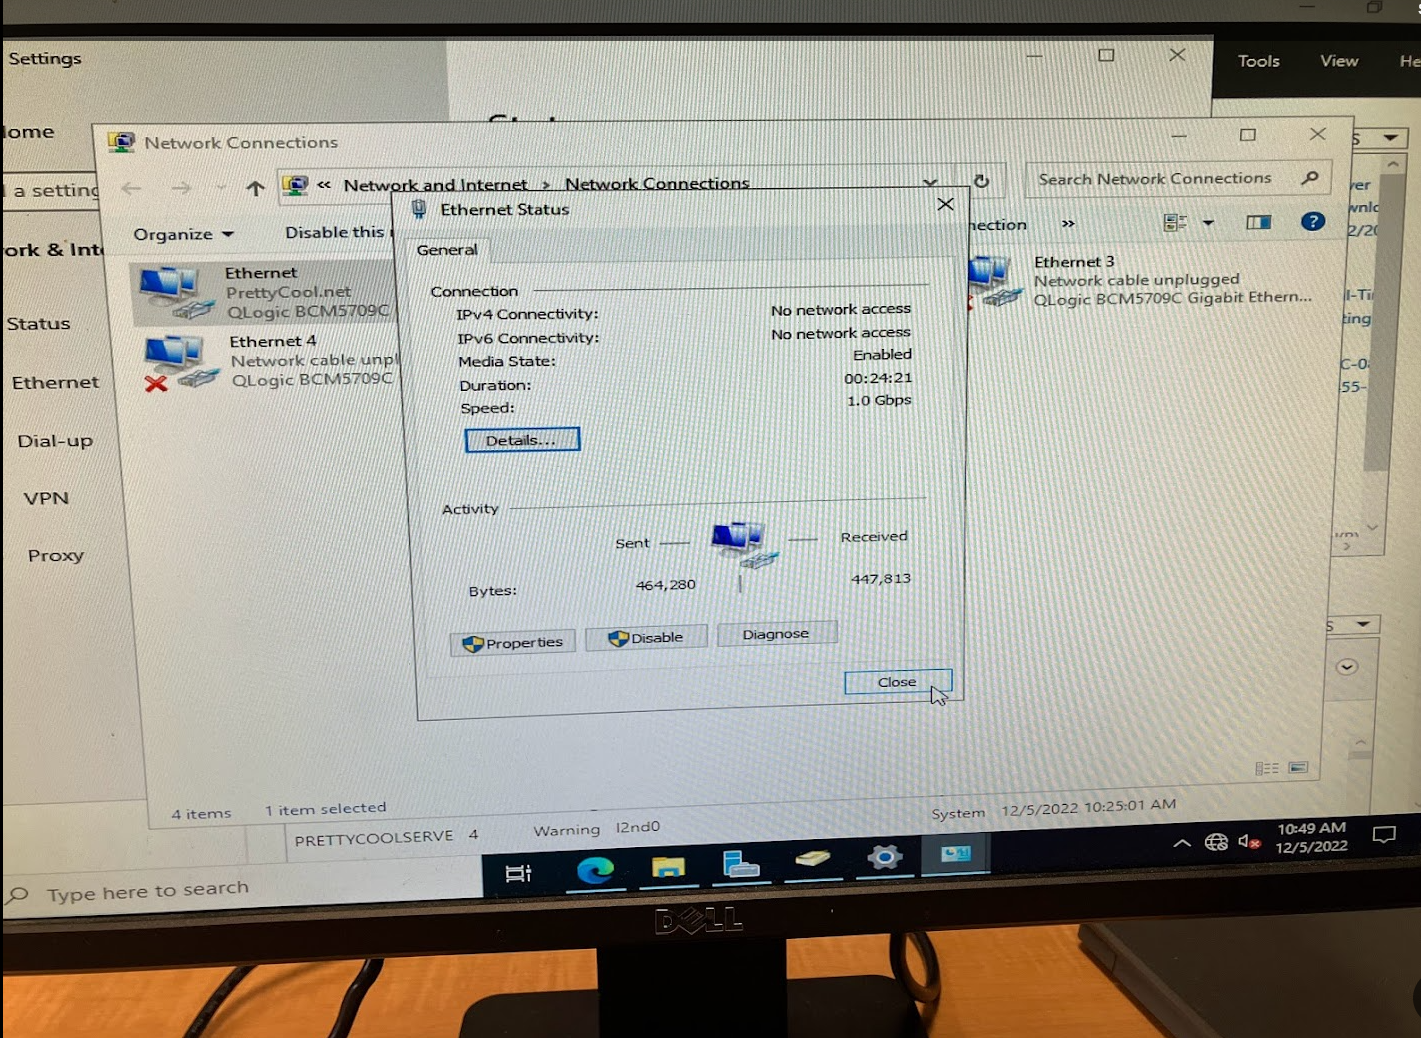 Settings
Tools View
a setting
Status
Ethernet
Dial-up
VPN
Proxy
Network Connections
« Network and Internet > Network Connections
Search Network Connections
Organize
Disable this
»
Ethernet
PrettyCool.net
QLogic BCM5709C
Ethernet 4
Network cable unpl
QLogic BCM5709C
Ethernet 3
Network cable unplugged
QLogic BCM5709C Gigabit Ethern...
Ethernet Status
General
Connection
IPv4 Connectivity: No network access
IPv6 Connectivity: No network access
Media State: Enabled
Duration: 00:24:21
Speed: 1.0 Gbps
Details...
Activity
Sent — — Received
Bytes: 464,280 | 447,813
Properties
Disable
Diagnose
Close
4 items 1 item selected
PRETTYCOOLSERVE 4 Warning l2nd0 System 12/5/2022 10:25:01 AM
Type here to search
10:49 AM
12/5/2022
DELL